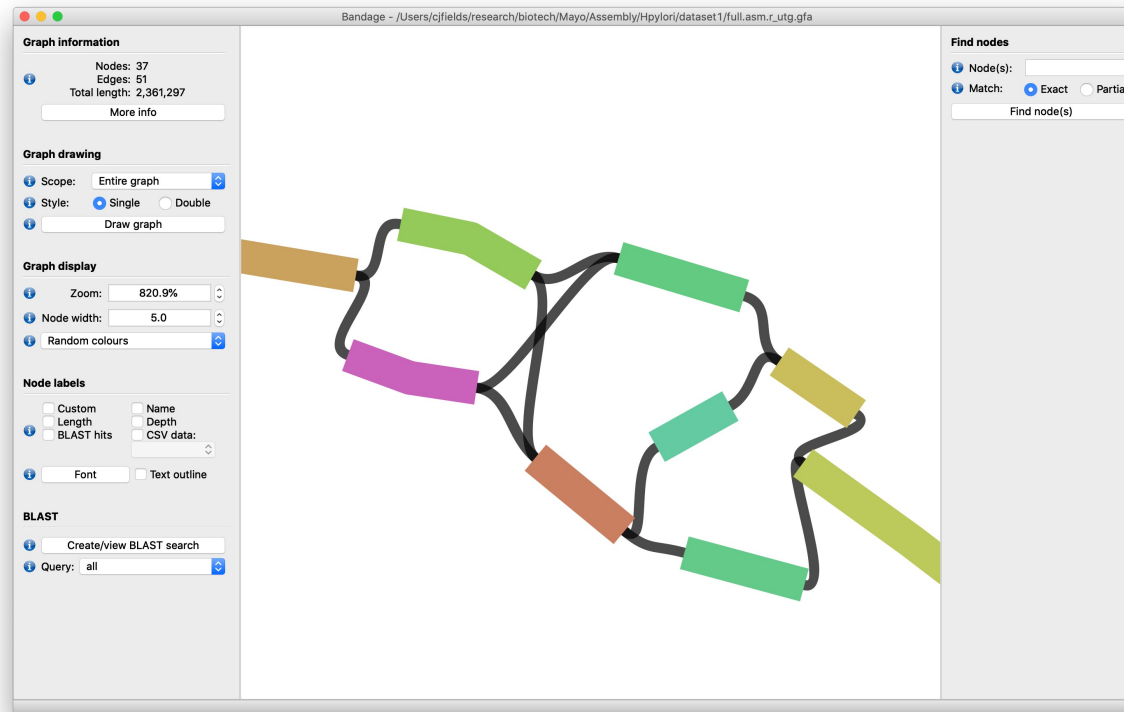 Bandage - /Users/cjfields/research/biotech/Mayo/Assembly/Hpylori/dataset1/full.asm.r_utg.gfa
Graph information
Nodes: 37
Edges: 51
Total length: 2,361,297
More info
Graph drawing
Scope: Entire graph
Style: Single Double
Draw graph
Graph display
Zoom: 820.9%
Node width: 5.0
Random colours
Node labels
Custom Name
Length Depth
BLAST hits CSV data:
Font Text outline
BLAST
Create/view BLAST search
Query: all
Find nodes
Node(s):
Match: Exact Partia
Find node(s)